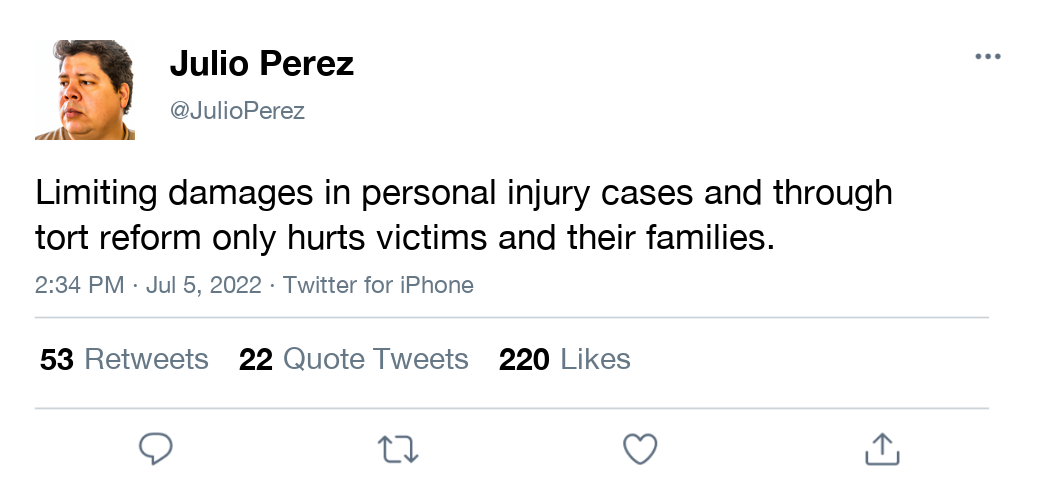 Julio Perez
@JulioPerez
Limiting damages in personal injury cases and through
tort reform only hurts victims and their families.
2:34 PM · Jul 5, 2022 · Twitter for iPhone
53 Retweets 22 Quote Tweets 220 Likes